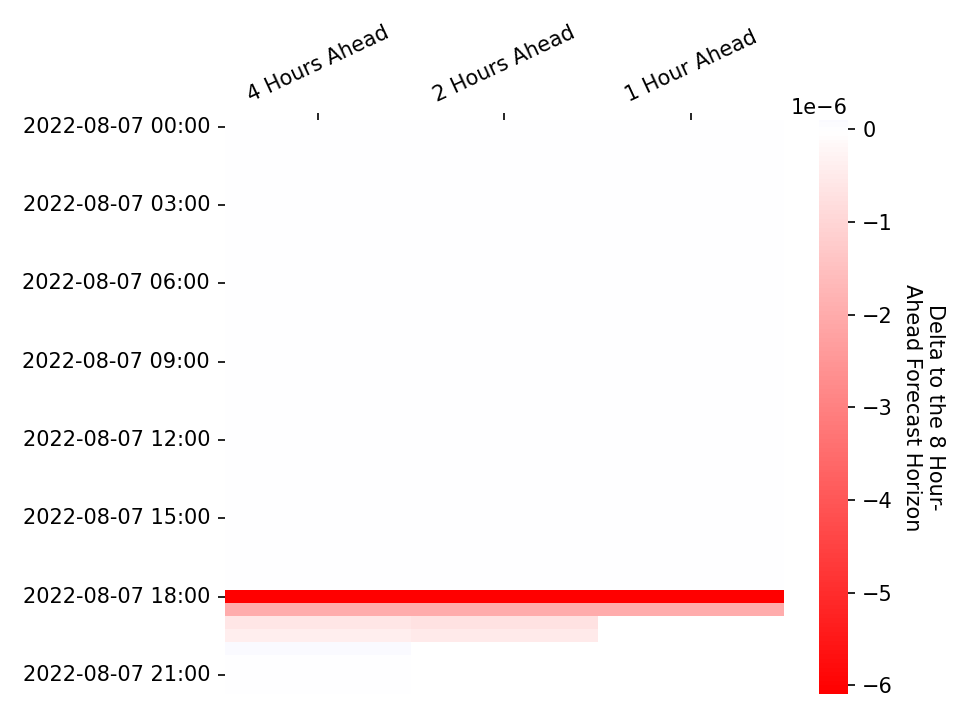 4 Hours Ahead
2 Hours Ahead
1 Hour Ahead
1e−6
2022-08-07 00:00
2022-08-07 03:00
2022-08-07 06:00
2022-08-07 09:00
2022-08-07 12:00
2022-08-07 15:00
2022-08-07 18:00
2022-08-07 21:00
0
−1
−2
−3
−4
−5
−6
Delta to the 8 Hour-
Ahead Forecast Horizon